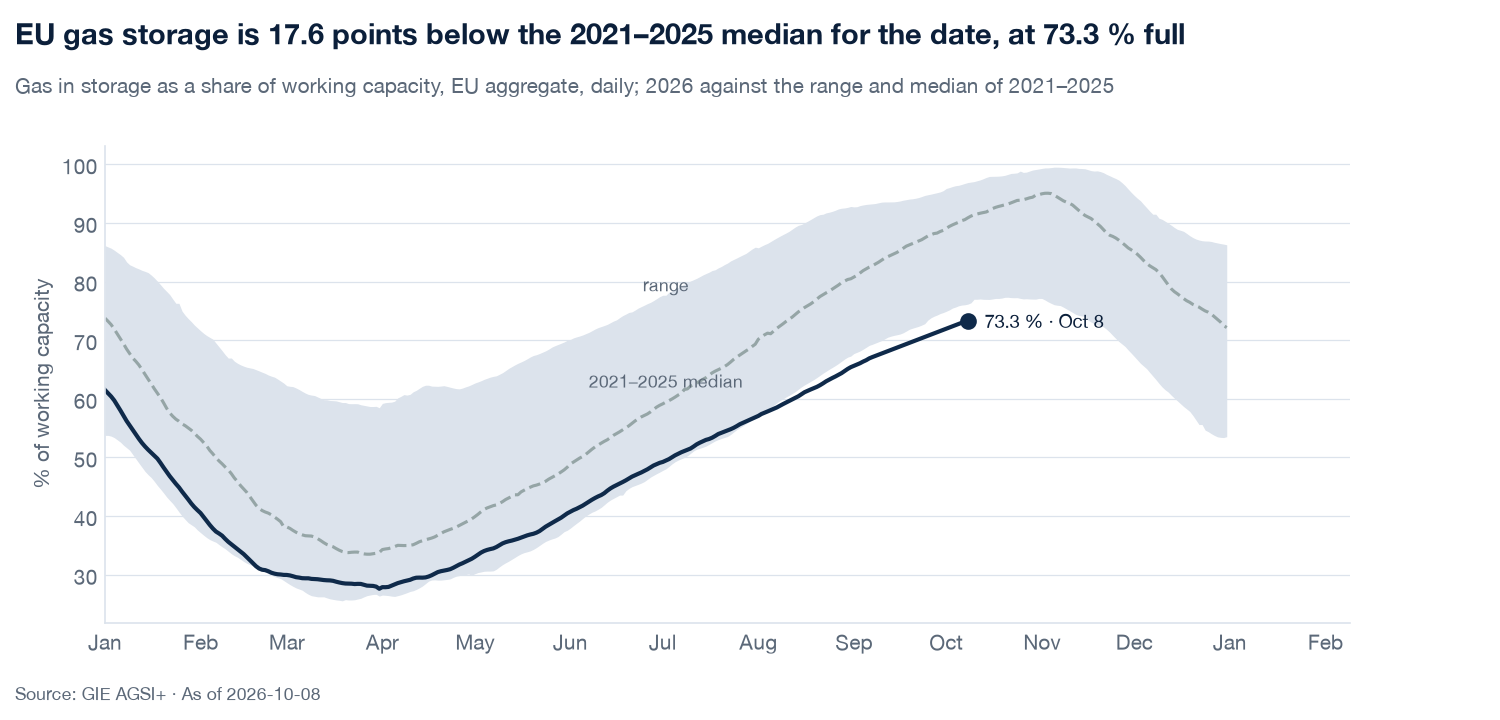 EU gas storage is 17.6 points below the 2021–2025 median for the date, at 73.3 % full
Gas in storage as a share of working capacity, EU aggregate, daily; 2026 against the range and median of 2021–2025
% of working capacity
100
90
80
70
60
50
40
30
range
2021–2025 median
73.3 % · Oct 8
Jan Feb Mar Apr May Jun Jul Aug Sep Oct Nov Dec Jan Feb
Source: GIE AGSI+ · As of 2026-10-08